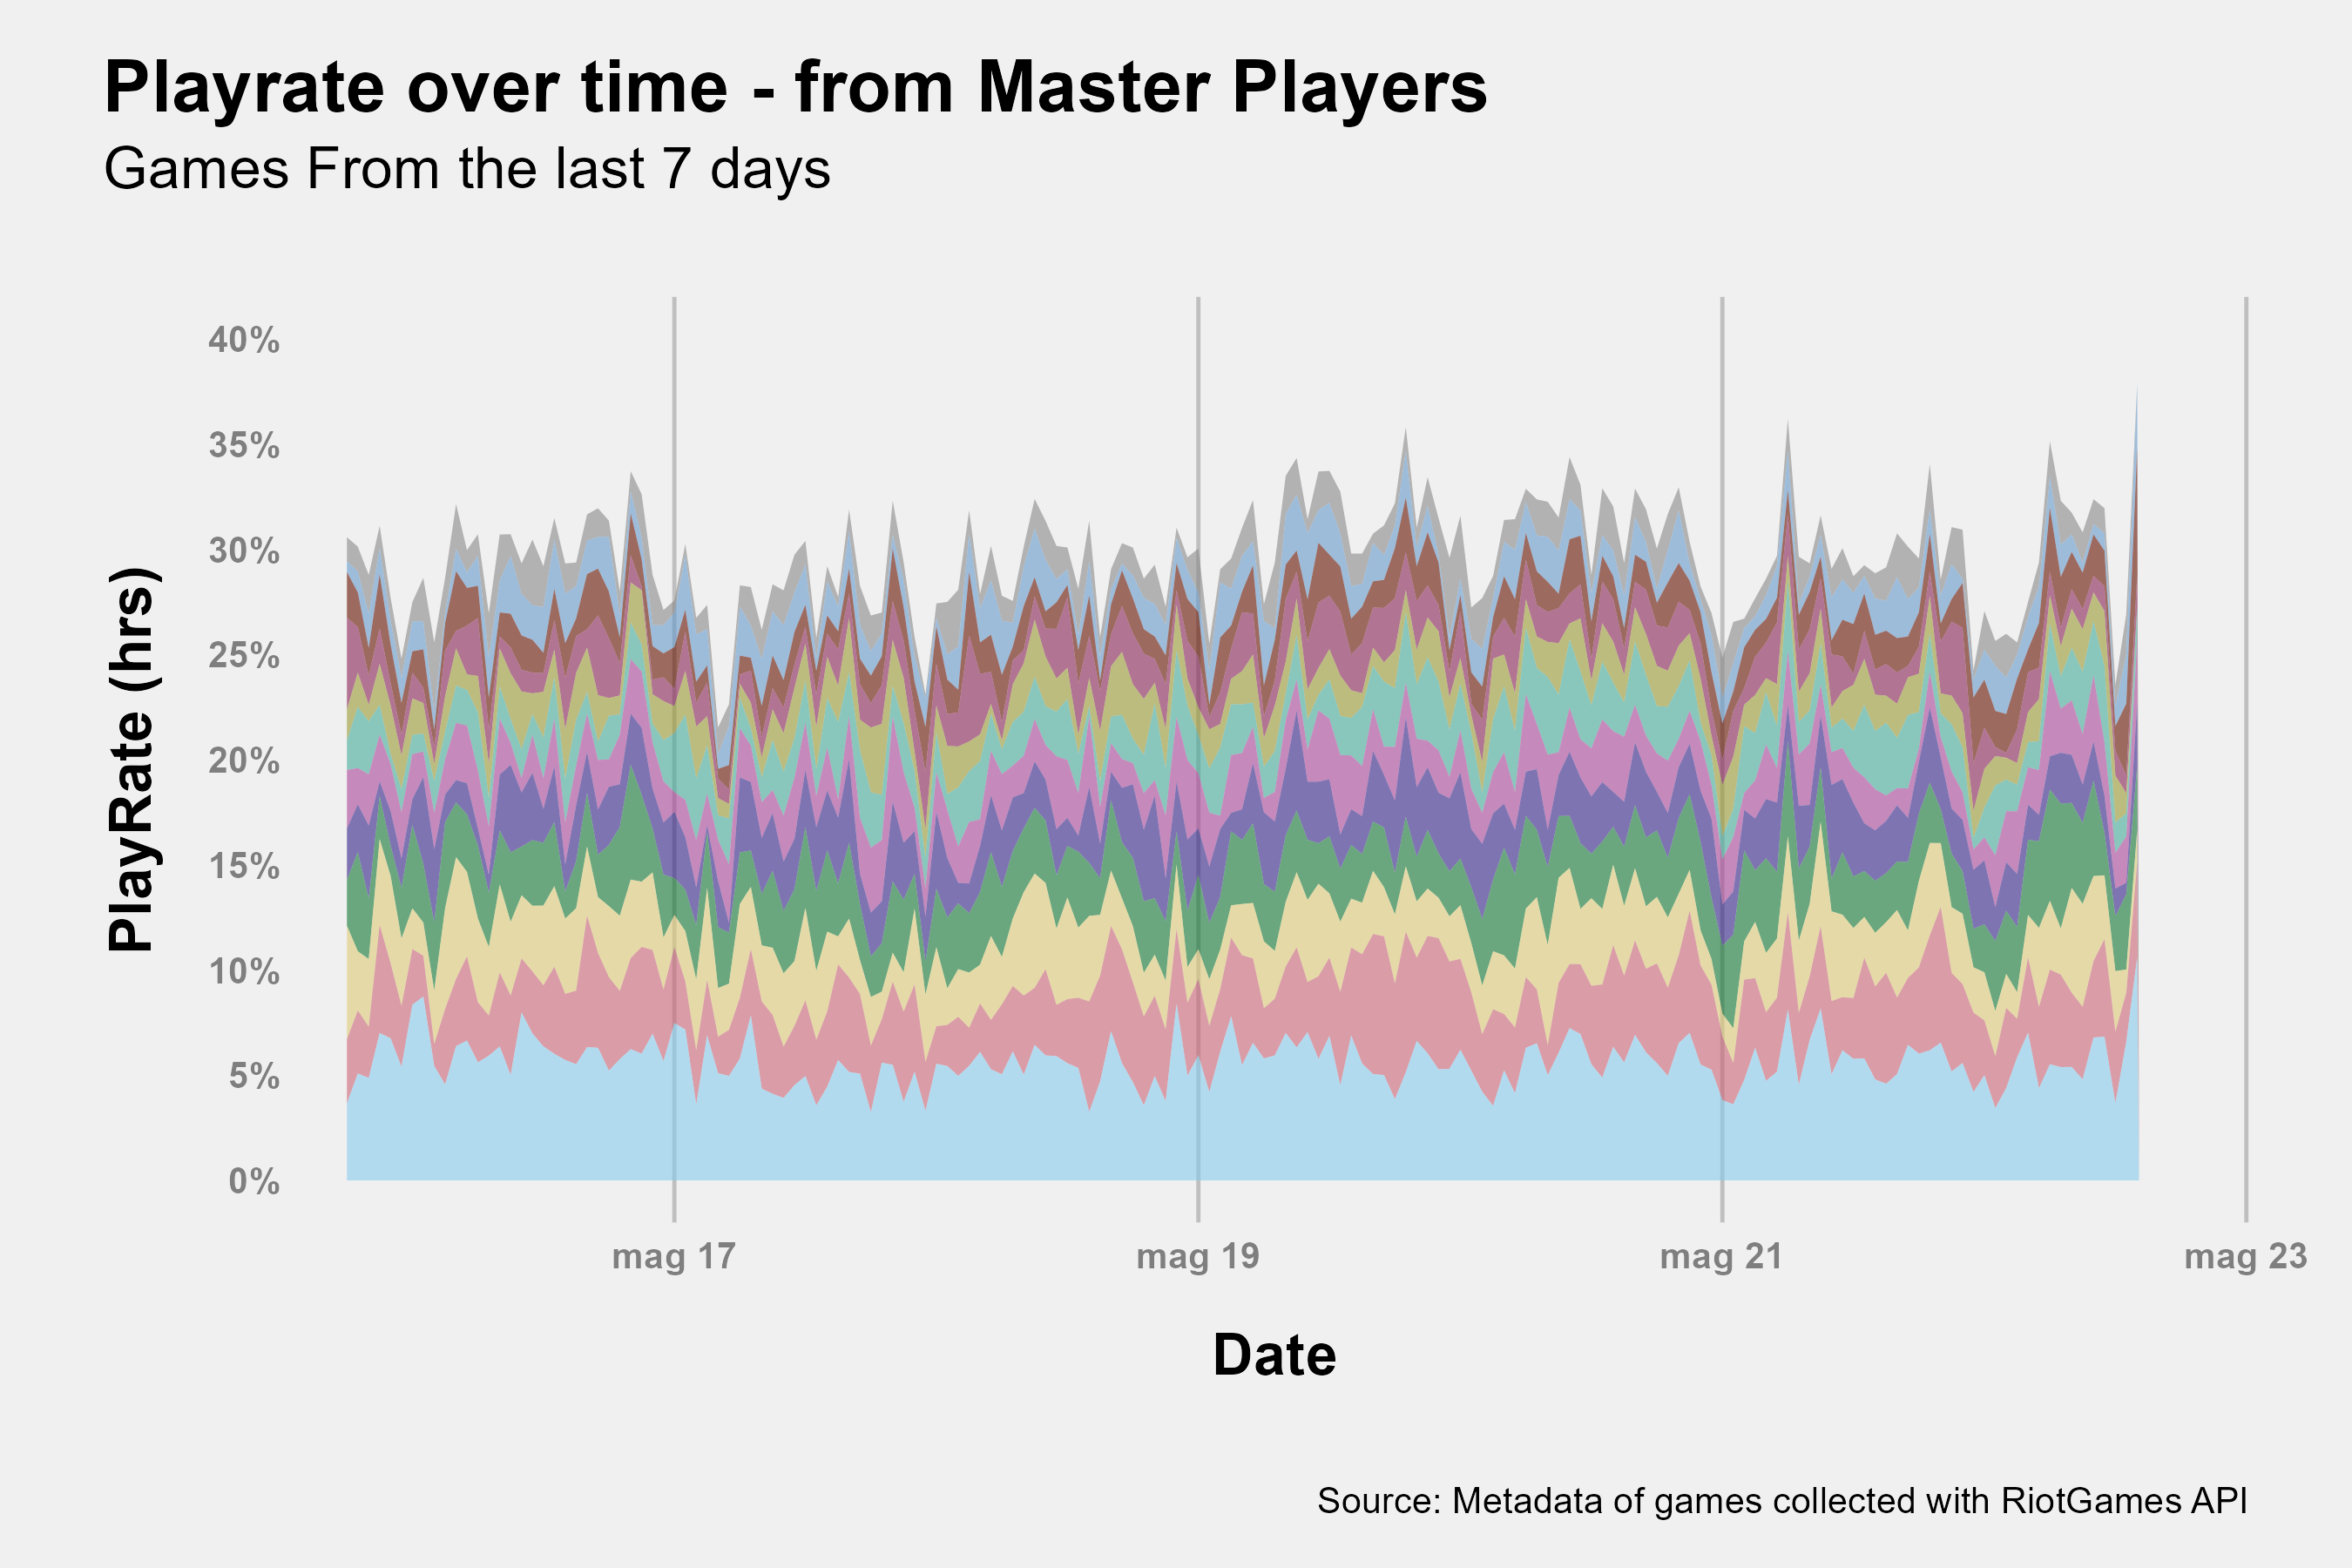 Playrate over time - from Master Players
Games From the last 7 days
PlayRate (hrs)
40%
35%
30%
25%
20%
15%
10%
5%
0%
mag 17
mag 19
mag 21
mag 23
Date
Source: Metadata of games collected with RiotGames API